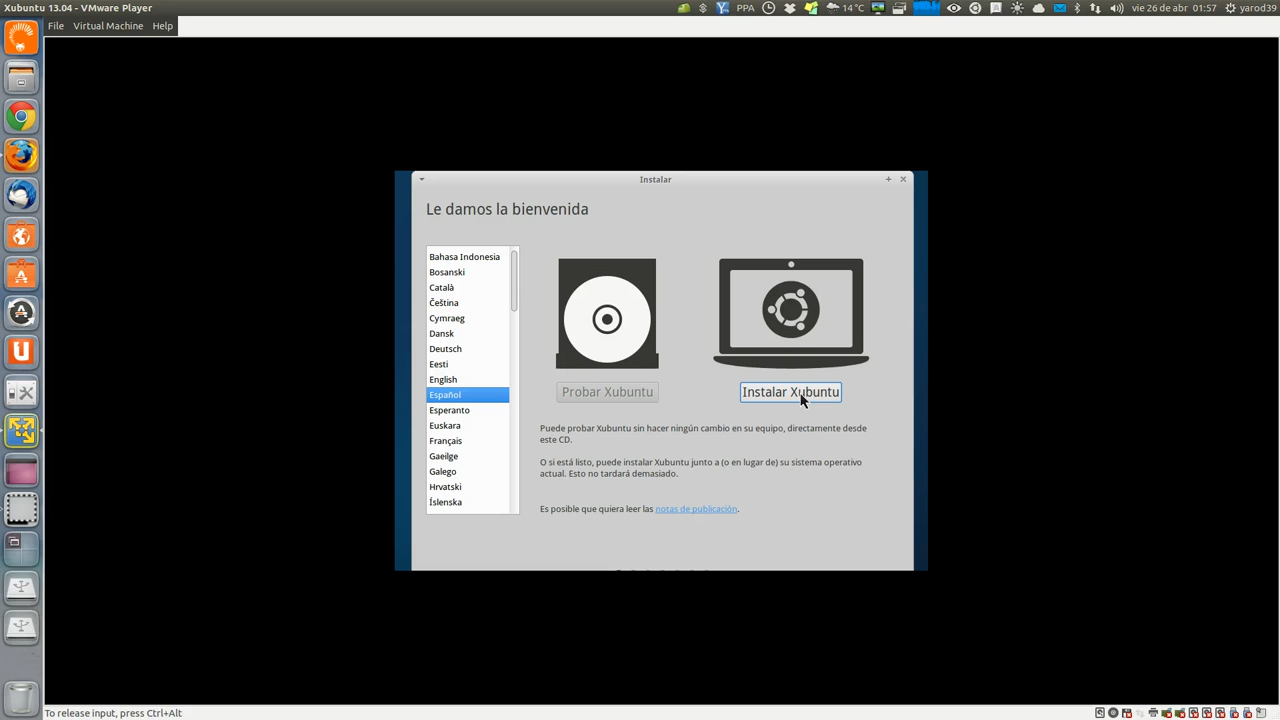 Xubuntu 13.04 - VMware Player
PPA
14°C
vie 26 de abr
01:57
yarod39
File Virtual Machine Help
Instalar
Le damos la bienvenida
Bahasa Indonesia
Bosanski
Català
Čeština
Cymraeg
Dansk
Deutsch
Eesti
English
Español
Esperanto
Euskara
Français
Gaeilge
Galego
Hrvatski
Íslenska
Probar Xubuntu
Instalar Xubuntu
Puede probar Xubuntu sin hacer ningún cambio en su equipo, directamente desde
este CD.
O si está listo, puede instalar Xubuntu junto a (o en lugar de) su sistema operativo
actual. Esto no tardará demasiado.
Es posible que quiera leer las notas de publicación.
To release input, press Ctrl+Alt